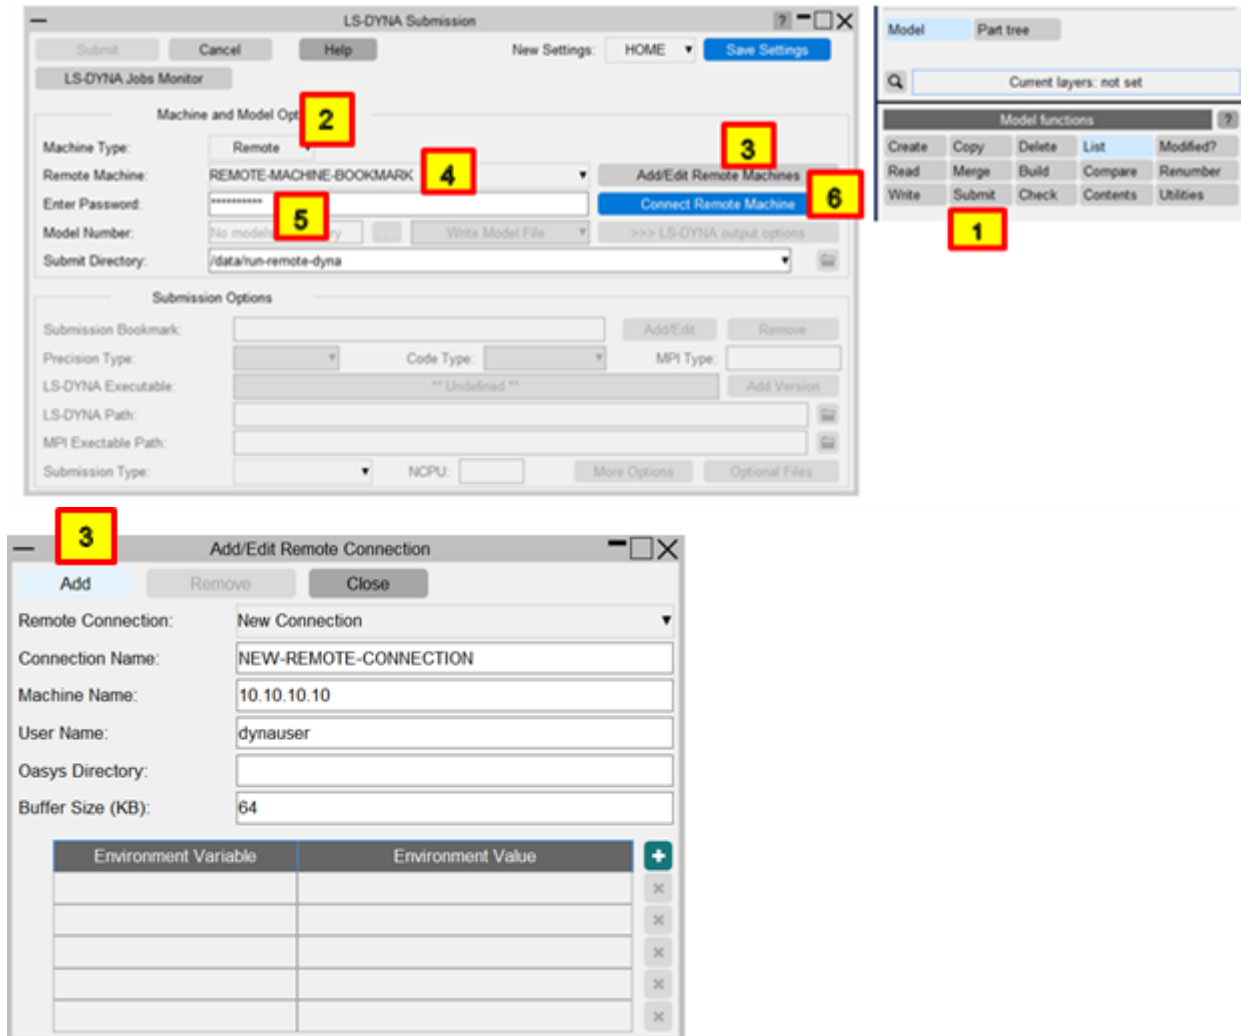 LS-DYNA Submission
?
Submit Cancel Help New Settings: HOME Save Settings
LS-DYNA Jobs Monitor
Machine and Model Opt
2
Machine Type: Remote
3
Remote Machine: REMOTE-MACHINE-BOOKMARK Add/Edit Remote Machines
4
Enter Password: ********** Connect Remote Machine
6
5
Model Number: No models ry ... Write Model File >>> LS-DYNA output options
Submit Directory: /data/run-remote-dyna
Submission Options
Submission Bookmark: Add/Edit Remove
Precision Type: Code Type: MPI Type:
LS-DYNA Executable: ** Undefined ** Add Version
LS-DYNA Path:
MPI Exectable Path:
Submission Type: NCPU: More Options Optional Files
Model Part tree
Current layers: not set
Model functions ?
Create Copy Delete List Modified?
Read Merge Build Compare Renumber
Write Submit Check Contents Utilities
1
3
Add/Edit Remote Connection
Add Remove Close
Remote Connection: New Connection
Connection Name: NEW-REMOTE-CONNECTION
Machine Name: 10.10.10.10
User Name: dynauser
Oasys Directory:
Buffer Size (KB): 64
Environment Variable Environment Value